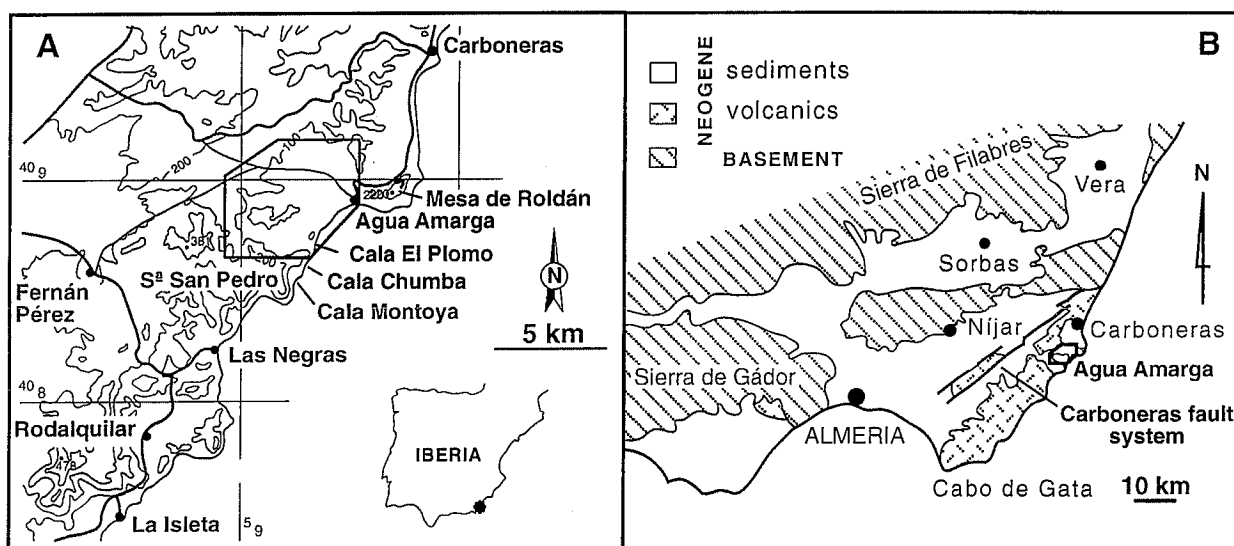 A
Carboneras
100
200
40 9
220
Mesa de Roldán
Agua Amarga
Cala El Plomo
200
Sª San Pedro
Cala Chumba
Fernán
Pérez
Cala Montoya
N
5 km
Las Negras
40 8
Rodalquilar
IBERIA
La Isleta
5 9
B
NEOGENE
sediments
volcanics
BASEMENT
Sierra de Filabres
Vera
N
Sorbas
Níjar
Carboneras
Sierra de Gádor
Agua Amarga
Carboneras fault
system
ALMERIA
Cabo de Gata
10 km